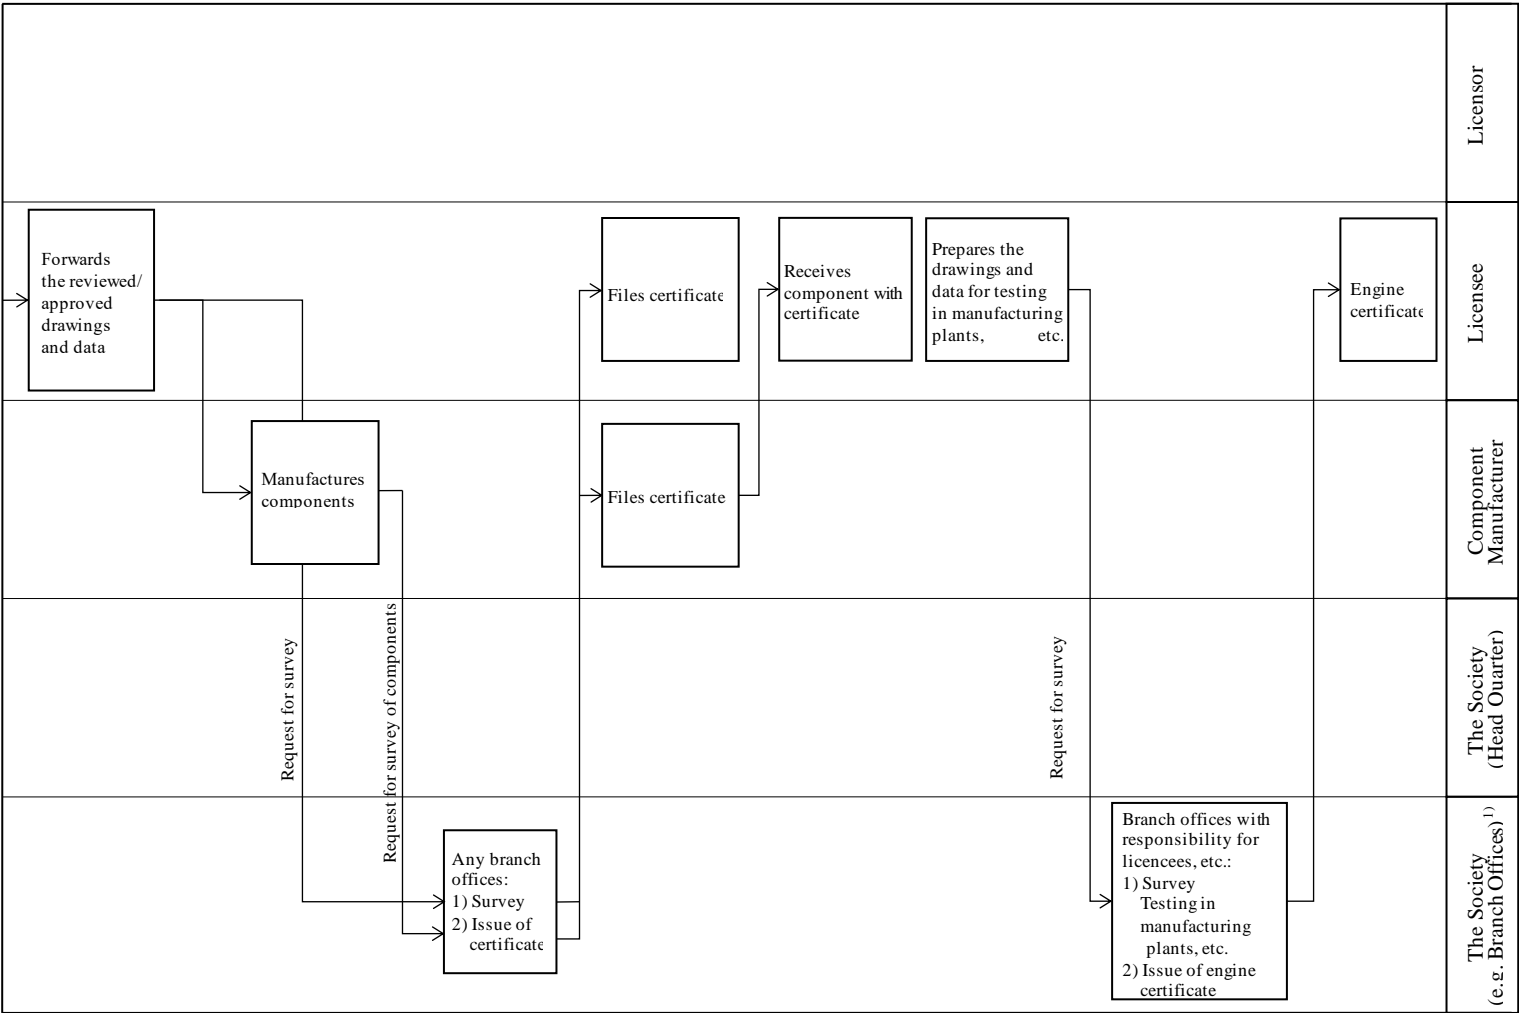 Licensor
Forwards
the reviewed/
approved
drawings
and data
Files certificate
Receives
component with
certificate
Prepares the
drawings and
data for testing
in manufacturing
plants, etc.
Engine
certificate
Licensee
Manufactures
components
Files certificate
Component
Manufacturer
Request for survey
Request for survey of components
Request for survey
The Society
(Head Quarter)
Any branch
offices:
1) Survey
2) Issue of
certificate
Branch offices with
responsibility for
licencees, etc.:
1) Survey
Testing in
manufacturing
plants, etc.
2) Issue of engine
certificate
The Society
(e.g. Branch Offices) 1)